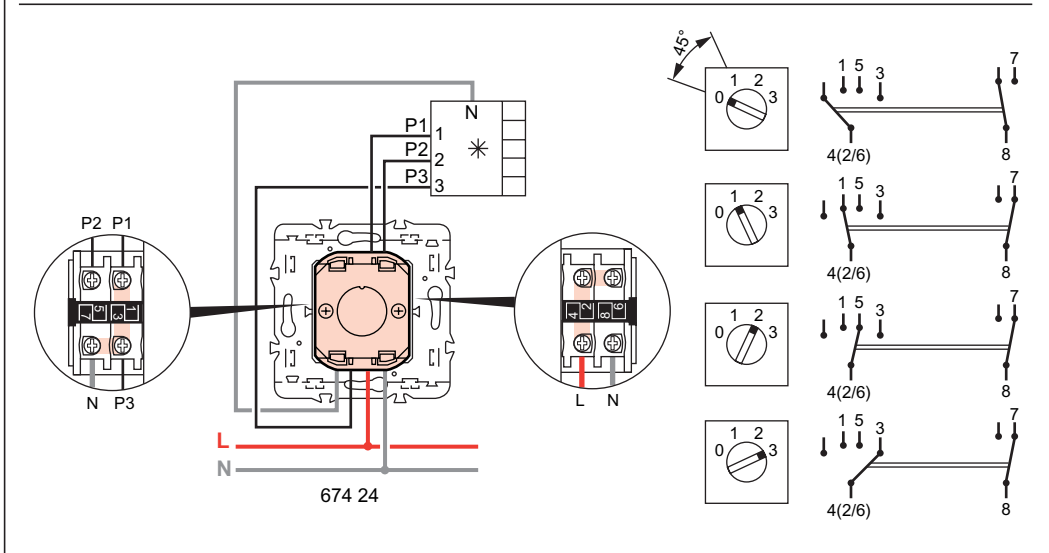 N
P1 1
P2 2
P3 3
P2 P1
7 5 3 1
N P3
4 2 8 6
L N
L
N
674 24
45°
0 1 2 3
1 5 3 7
4(2/6) 8
0 1 2 3
1 5 3 7
4(2/6) 8
0 1 2 3
1 5 3 7
4(2/6) 8
0 1 2 3
1 5 3 7
4(2/6) 8